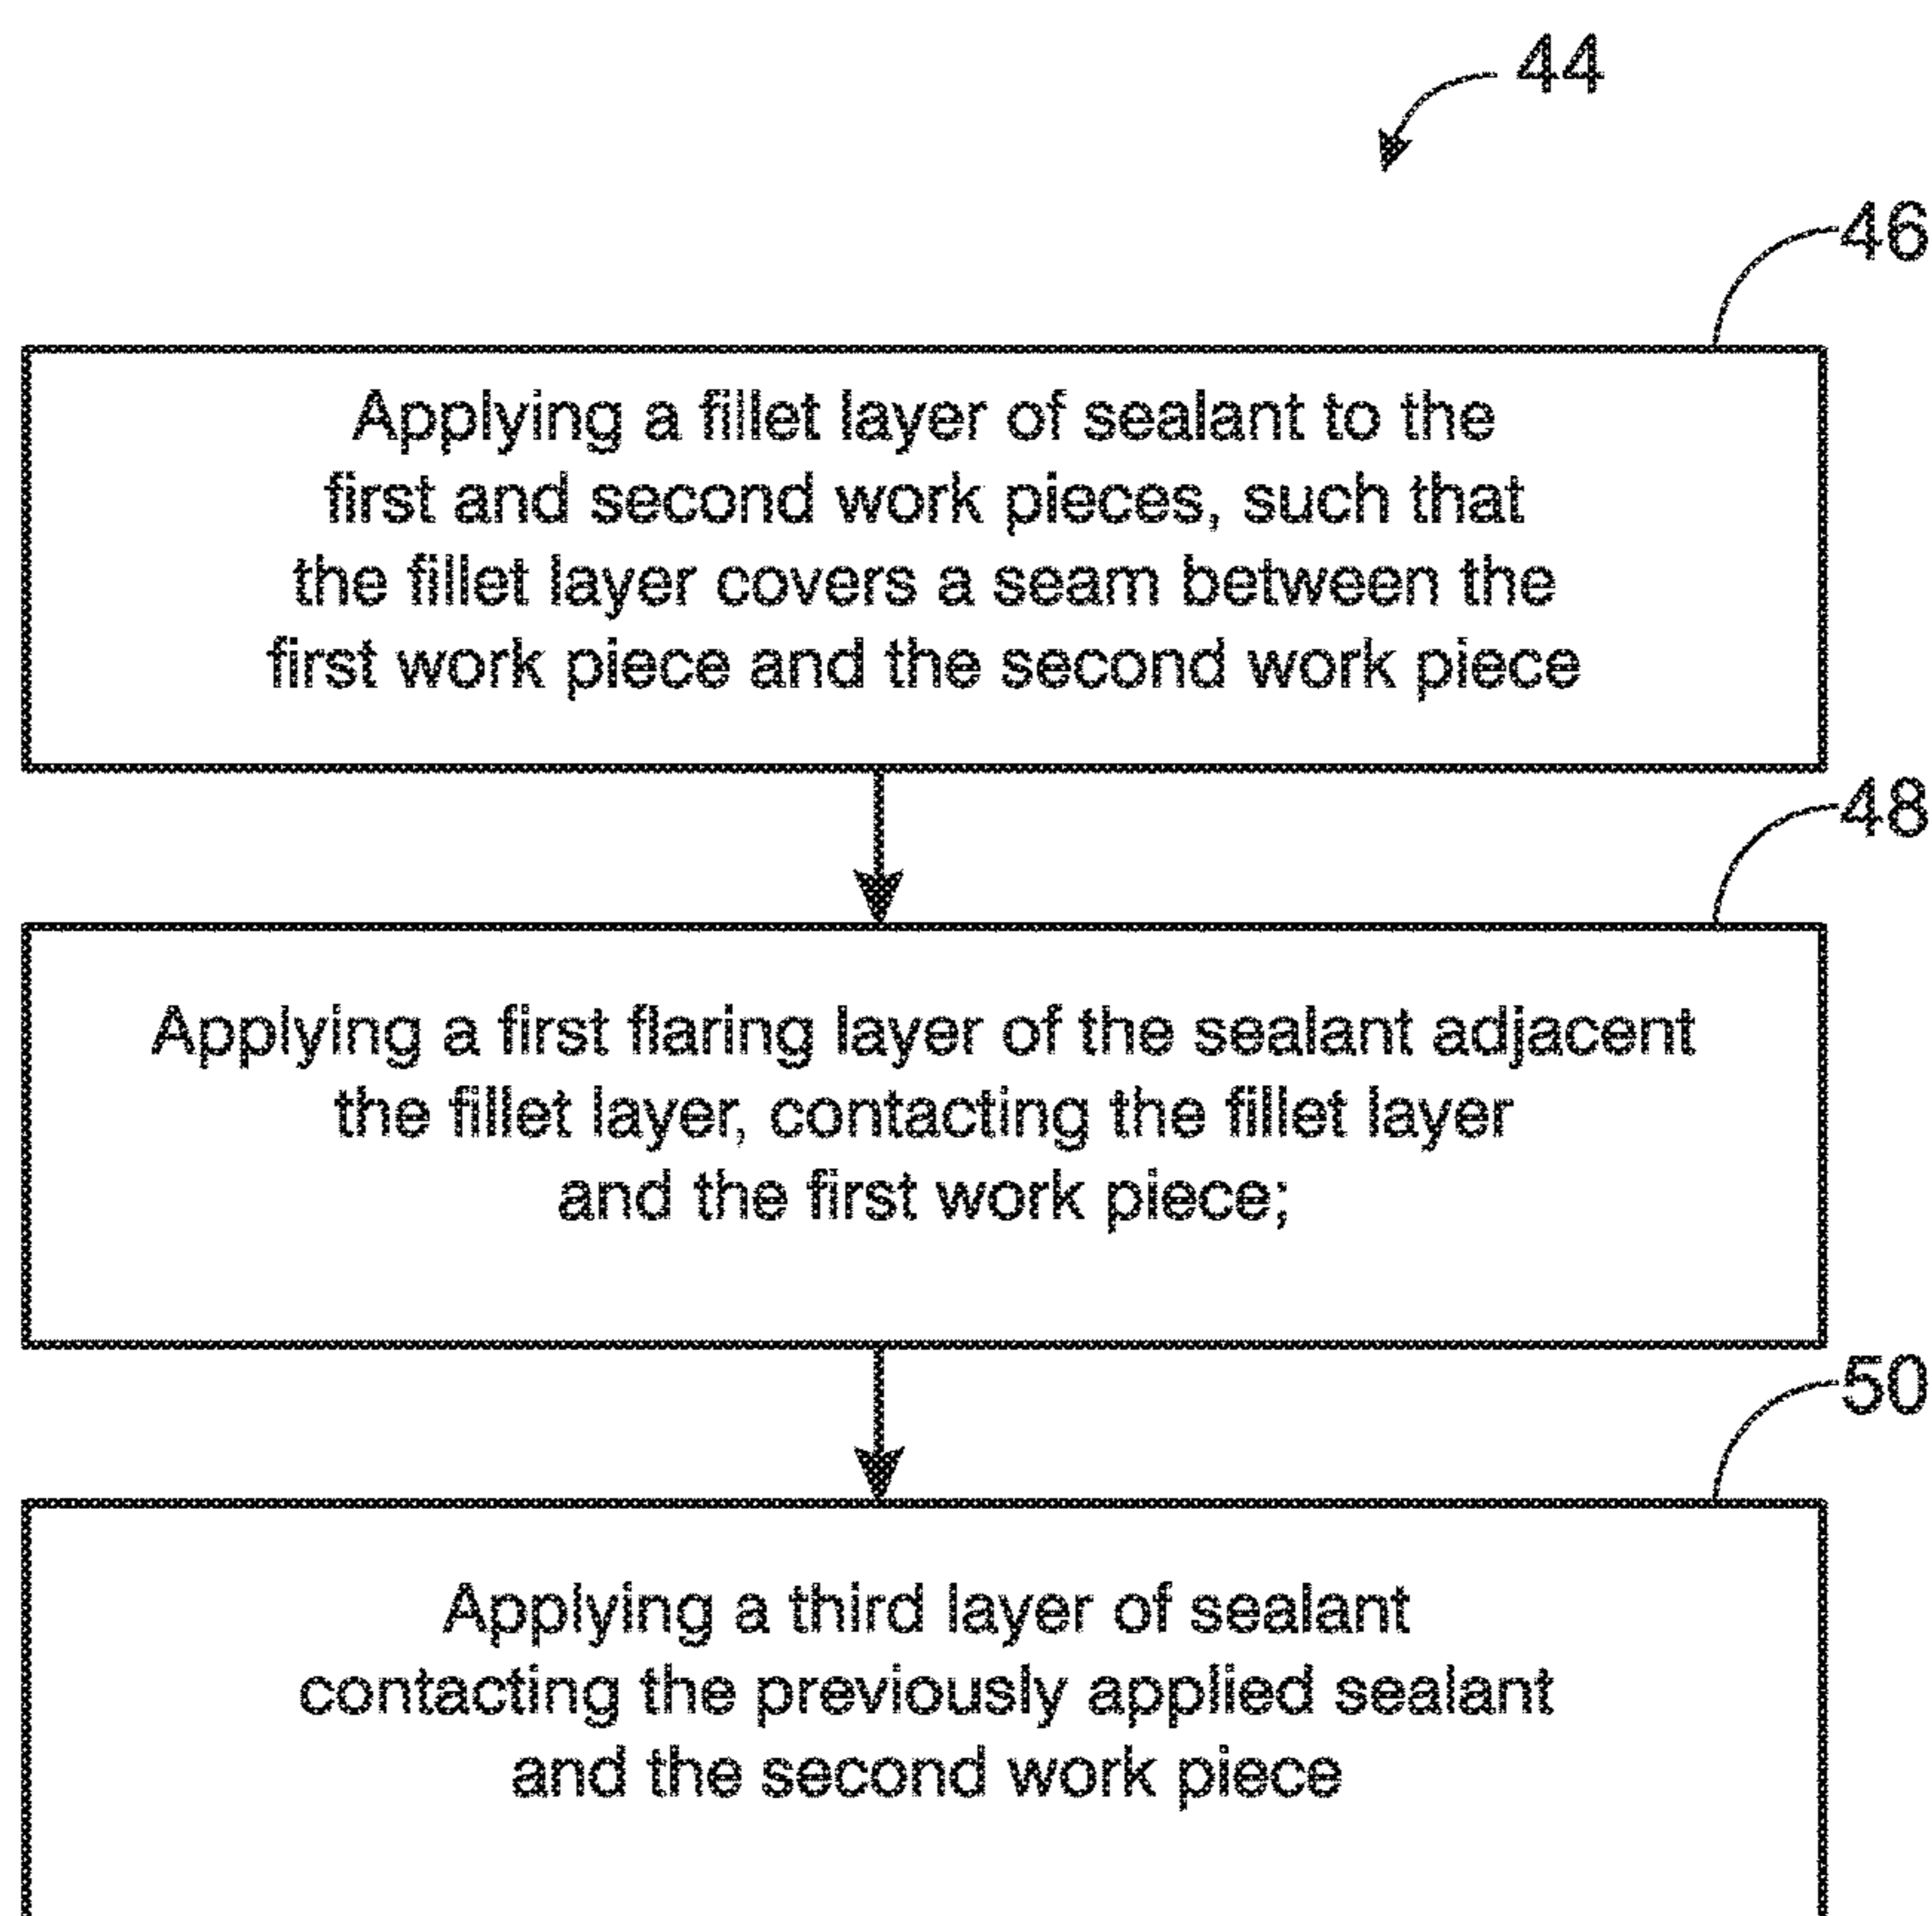 44
46
Applying a fillet layer of sealant to the
first and second work pieces, such that
the fillet layer covers a seam between the
first work piece and the second work piece
48
Applying a first flaring layer of the sealant adjacent
the fillet layer, contacting the fillet layer
and the first work piece;
50
Applying a third layer of sealant
contacting the previously applied sealant
and the second work piece